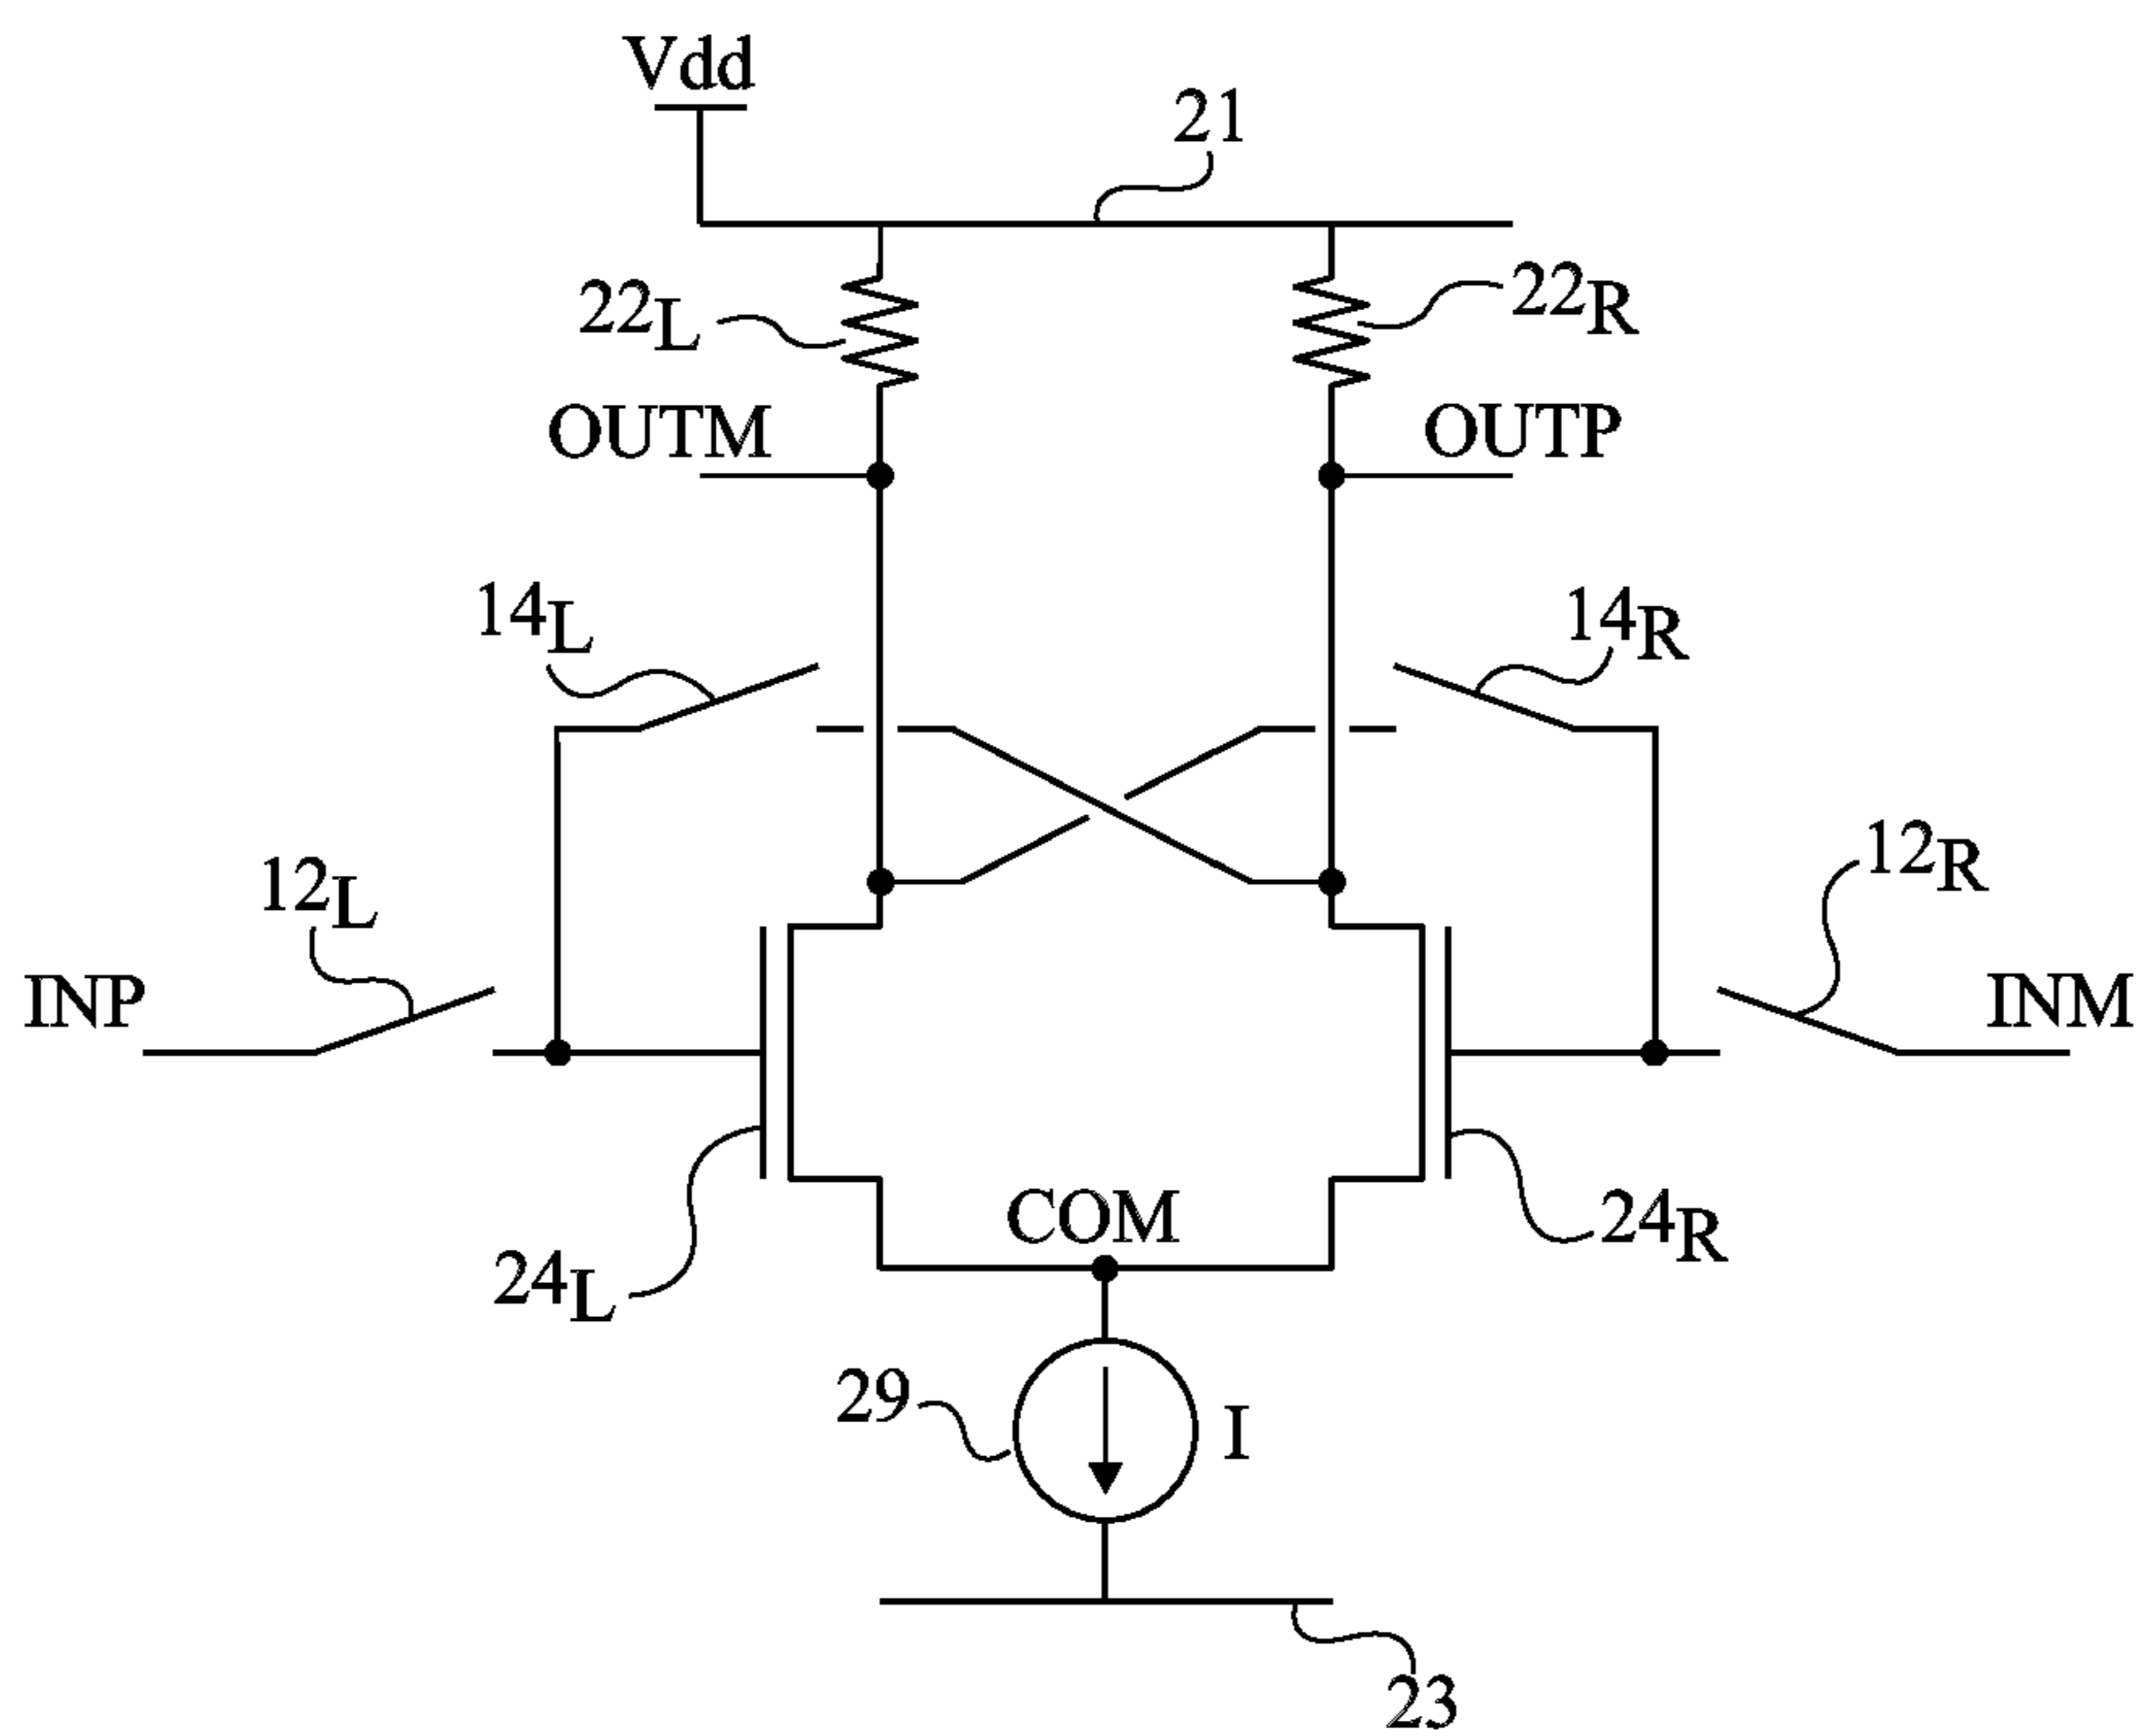 Vdd
21
22L
22R
OUTM
OUTP
14L
14R
12L
12R
INP
INM
COM
24L
24R
29
I
23